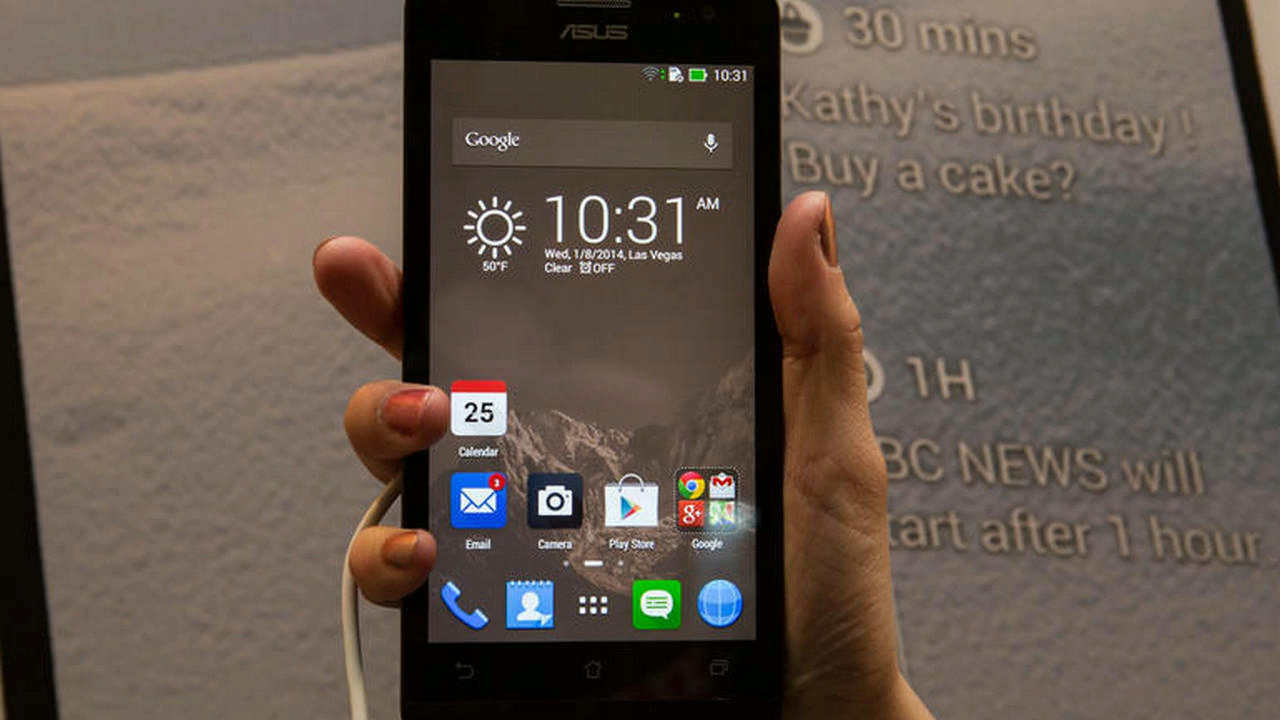 ASUS
10:31
Google
10:31 AM
Wed, 1/8/2014, Las Vegas
50°F
Clear OFF
25
Calendar
3
Email
Camera
Play Store
g+
Google
30 mins
Kathy's birthday !
Buy a cake?
1H
BC NEWS will
tart after 1 hour